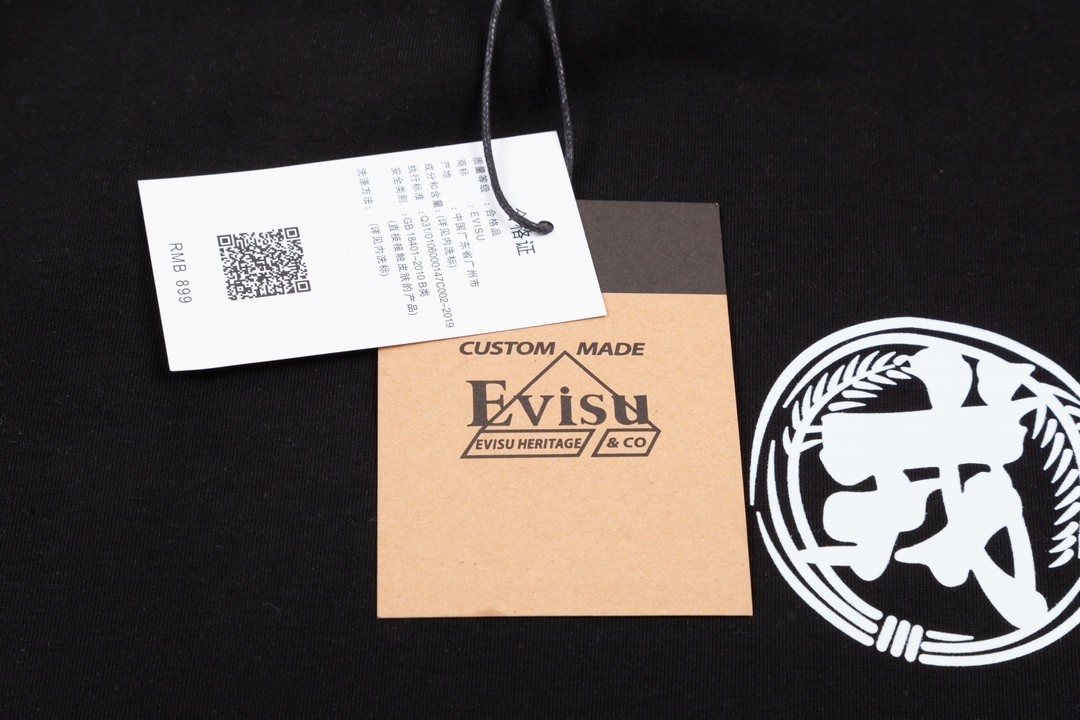 合格证
质量等级：合格品
商标：EVISU
产地：中国广东省广州市
成分和含量：(详见内洗标)
执行标准：Q31/0106000147C002-2019
安全类别：GB 18401-2010 B类
(直接接触皮肤的产品)
洗涤方法：(详见内洗标)
RMB 899
CUSTOM MADE
Evisu
EVISU HERITAGE & CO